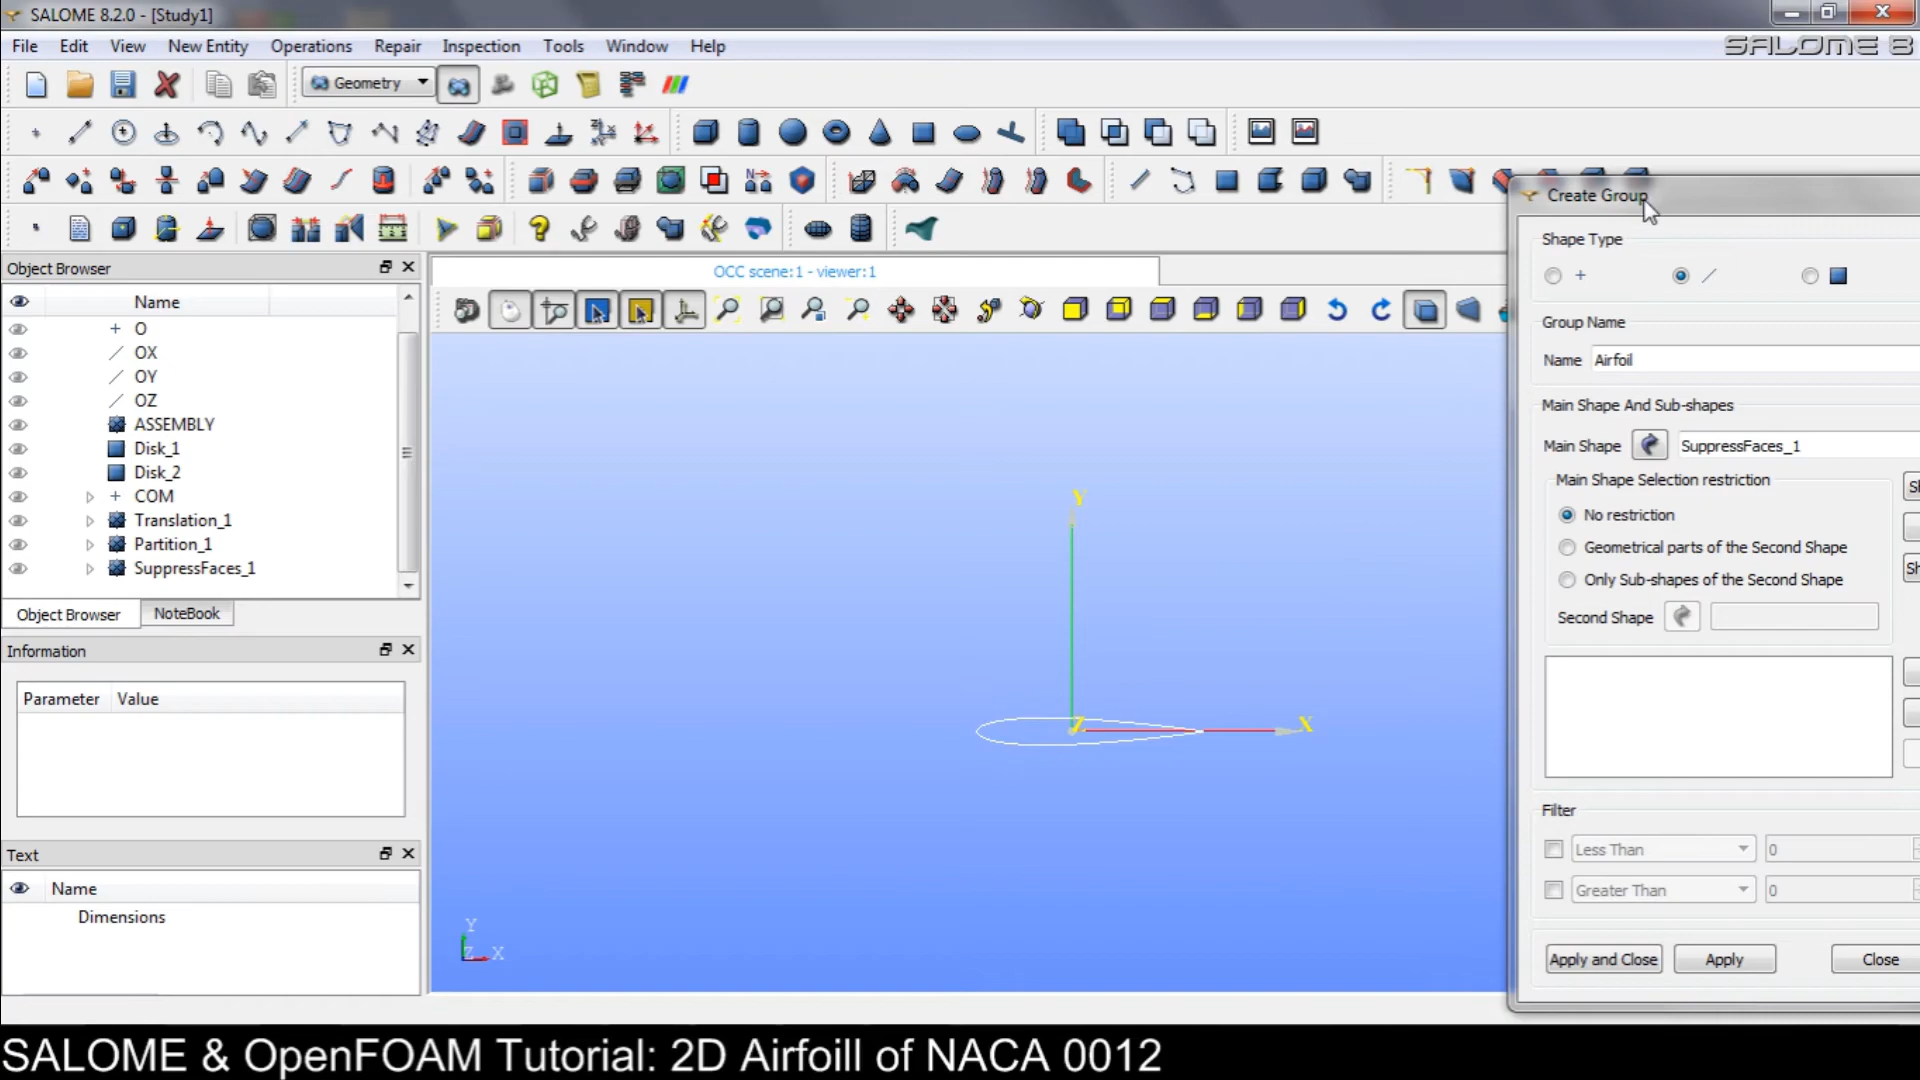 SALOME 8.2.0 - [Study1]
File Edit View New Entity Operations Repair Inspection Tools Window Help
SALOME 8
Geometry
Create Group
Shape Type
Object Browser
OCC scene:1 - viewer:1
Name
O
OX
OY
OZ
ASSEMBLY
Disk_1
Disk_2
COM
Translation_1
Partition_1
SuppressFaces_1
Object Browser NoteBook
Information
Parameter Value
Text
Name
Dimensions
Y
Z
X
Y
Z X
Group Name
Name Airfoil
Main Shape And Sub-shapes
Main Shape SuppressFaces_1
Main Shape Selection restriction
No restriction
Geometrical parts of the Second Shape
Only Sub-shapes of the Second Shape
Second Shape
Filter
Less Than 0
Greater Than 0
Apply and Close Apply Close
SALOME & OpenFOAM Tutorial: 2D Airfoill of NACA 0012